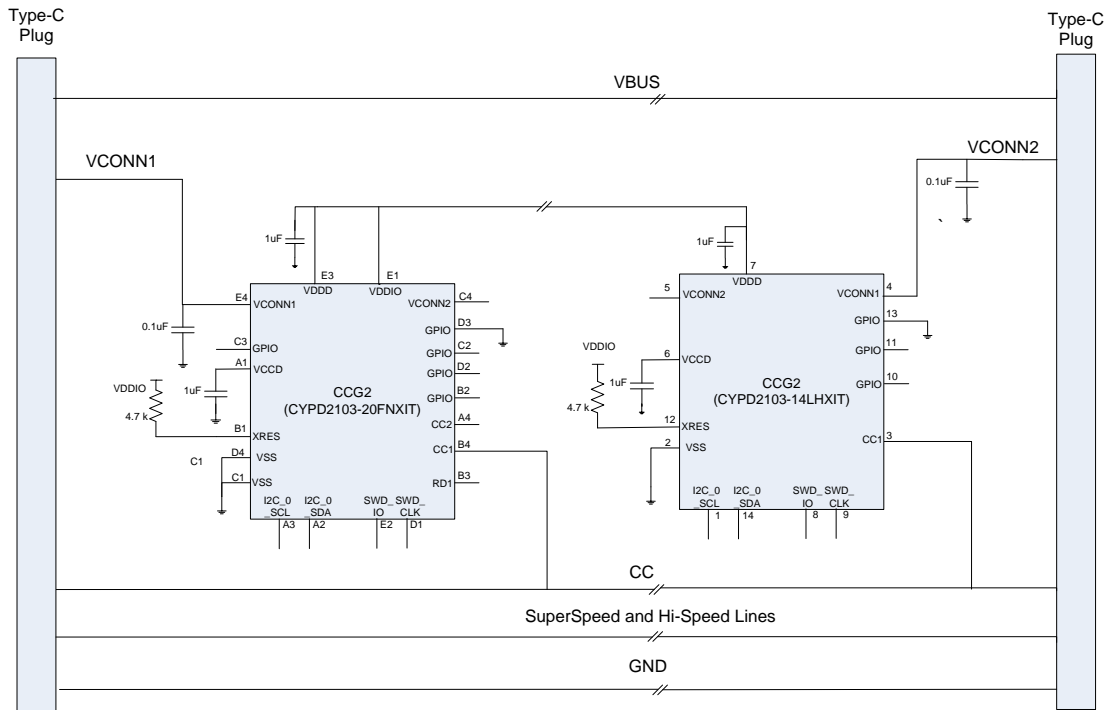 Type-C
Plug
Type-C
Plug
VBUS
VCONN1
VCONN2
0.1uF
`
1uF
E3
E1
1uF
7
VDDD
VDDIO
VDDD
E4
VCONN1
VCONN2
C4
5
VCONN2
VCONN1
4
0.1uF
GPIO
D3
GPIO
13
C3
GPIO
GPIO
C2
VDDIO
6
VCCD
GPIO
11
A1
VCCD
GPIO
D2
VDDIO
1uF
CCG2
(CYPD2103-20FNXIT)
GPIO
B2
4.7 k
1uF
CCG2
(CYPD2103-14LHXIT)
GPIO
10
4.7 k
CC2
A4
12
XRES
B1
XRES
CC1
B4
2
VSS
CC1
3
C1
D4
VSS
C1
VSS
RD1
B3
I2C_0
_SCL
I2C_0
_SDA
SWD_
IO
SWD_
CLK
A3
A2
E2
D1
I2C_0
_SCL
I2C_0
_SDA
SWD_
IO
SWD_
CLK
1
14
8
9
CC
SuperSpeed and Hi-Speed Lines
GND